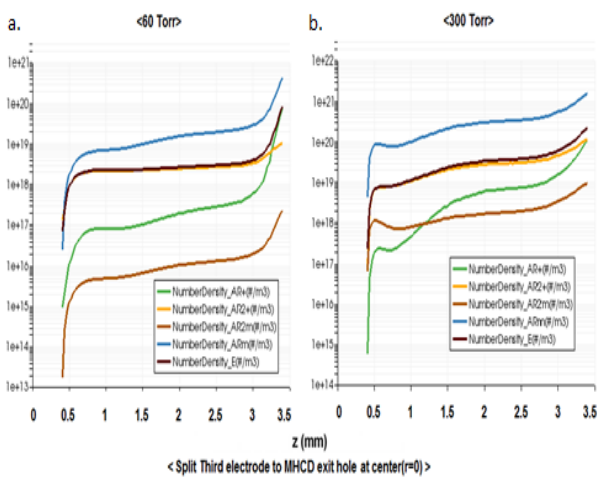 a.
<60 Torr>
b.
<300 Torr>
1e+21
1e+20
1e+19
1e+18
1e+17
1e+16
1e+15
1e+14
1e+13
NumberDensity_AR+(#/m3)
NumberDensity_AR2+(#/m3)
NumberDensity_AR2m(#/m3)
NumberDensity_ARm(#/m3)
NumberDensity_E(#/m3)
0 0.5 1 1.5 2 2.5 3 3.5
1e+22
1e+21
1e+20
1e+19
1e+18
1e+17
1e+16
1e+15
1e+14
NumberDensity_AR+(#/m3)
NumberDensity_AR2+(#/m3)
NumberDensity_AR2m(#/m3)
NumberDensity_ARm(#/m3)
NumberDensity_E(#/m3)
0 0.5 1 1.5 2 2.5 3 3.5
z (mm)
< Split Third electrode to MHCD exit hole at center(r=0) >